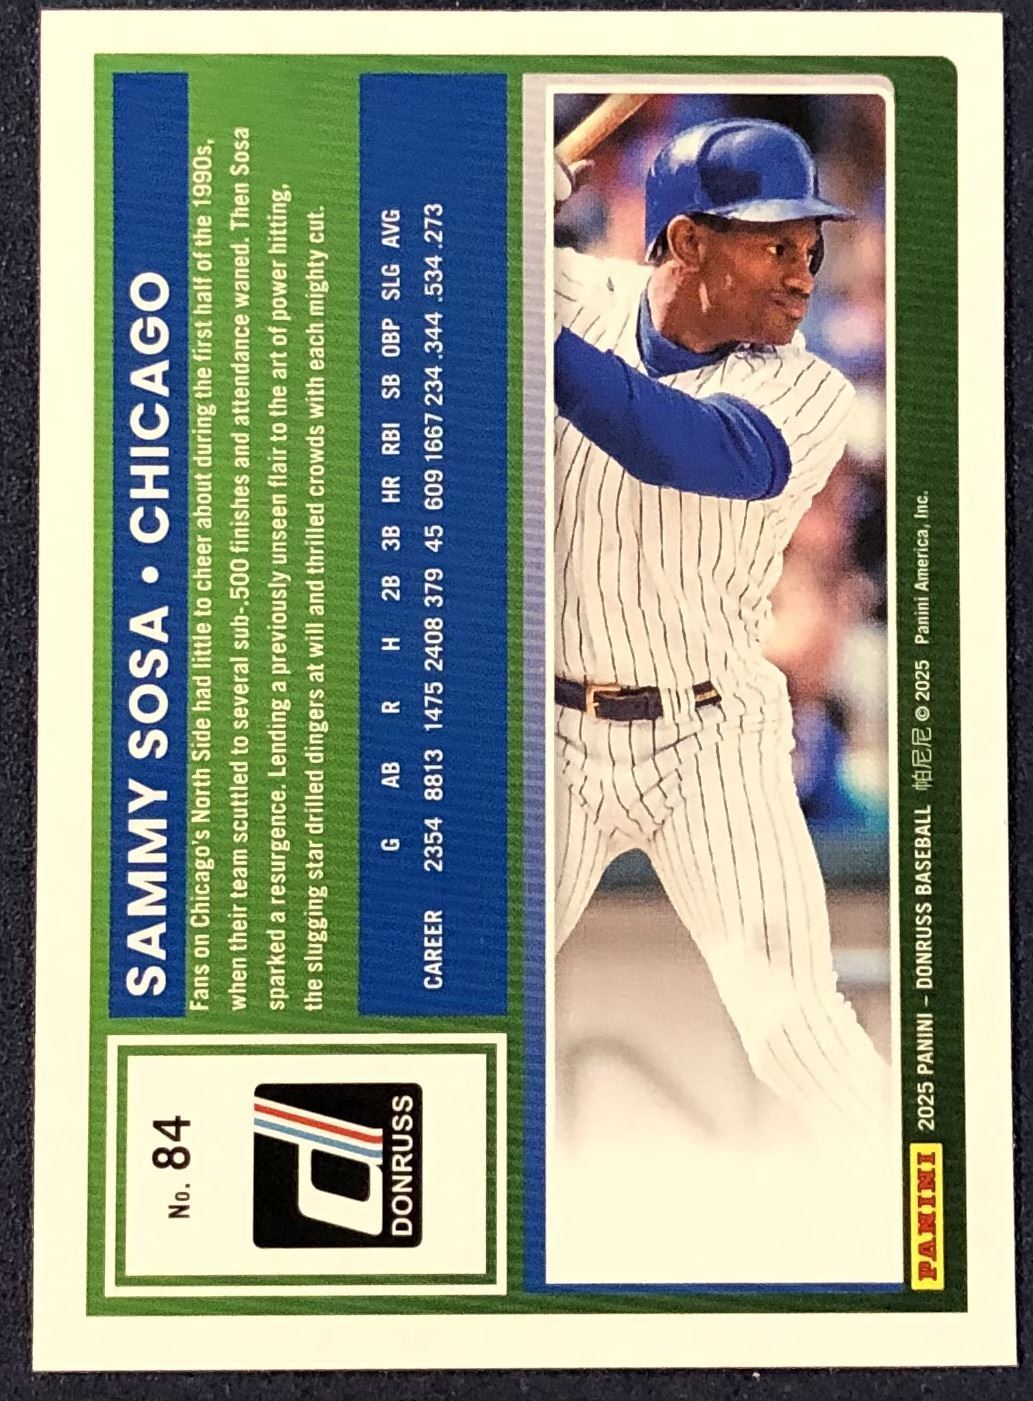 No. 84
DONRUSS
SAMMY SOSA • CHICAGO
Fans on Chicago's North Side had little to cheer about during the first half of the 1990s,
when their team scuttled to several sub-.500 finishes and attendance waned. Then Sosa
sparked a resurgence. Lending a previously unseen flair to the art of power hitting,
the slugging star drilled dingers at will and thrilled crowds with each mighty cut.
G AB R H 2B 3B HR RBI SB OBP SLG AVG
CAREER 2354 8813 1475 2408 379 45 609 1667 234 .344 .534 .273
PANINI 2025 PANINI – DONRUSS BASEBALL 帕尼尼 © 2025 Panini America, Inc.